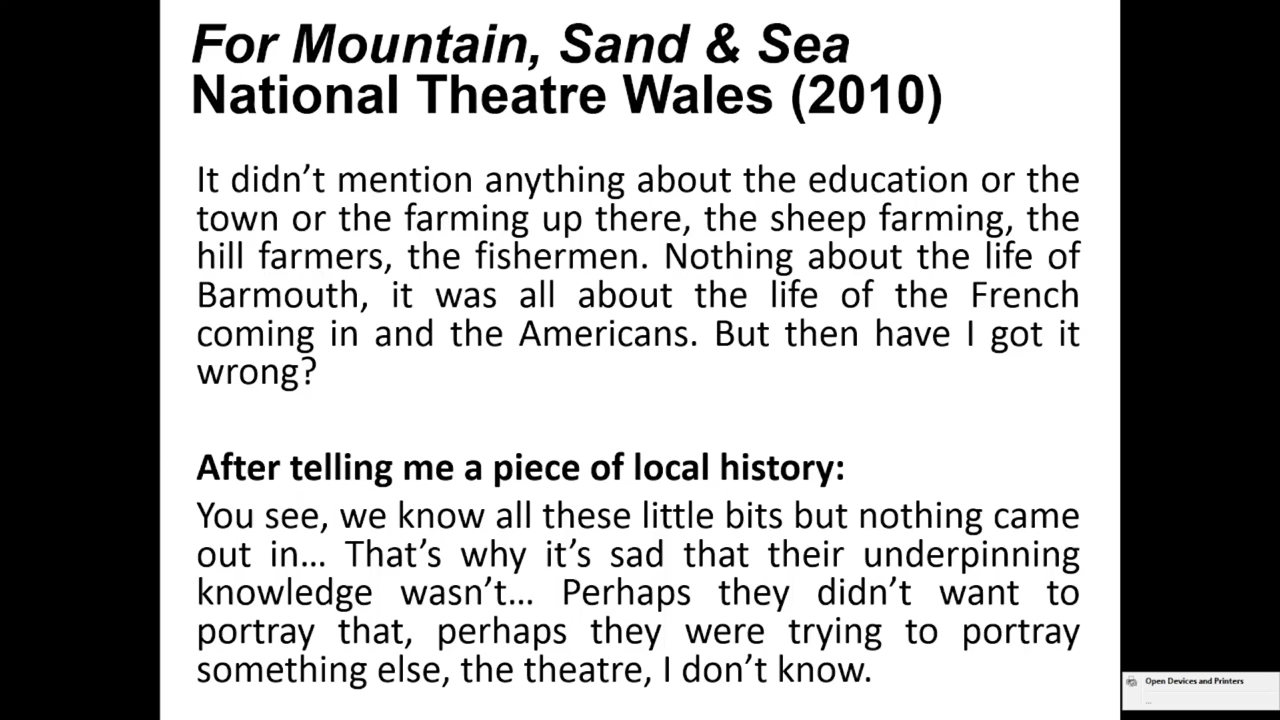 For Mountain, Sand & Sea
National Theatre Wales (2010)
It didn’t mention anything about the education or the
town or the farming up there, the sheep farming, the
hill farmers, the fishermen. Nothing about the life of
Barmouth, it was all about the life of the French
coming in and the Americans. But then have I got it
wrong?
After telling me a piece of local history:
You see, we know all these little bits but nothing came
out in… That’s why it’s sad that their underpinning
knowledge wasn’t… Perhaps they didn’t want to
portray that, perhaps they were trying to portray
something else, the theatre, I don’t know.
Open Devices and Printers
...